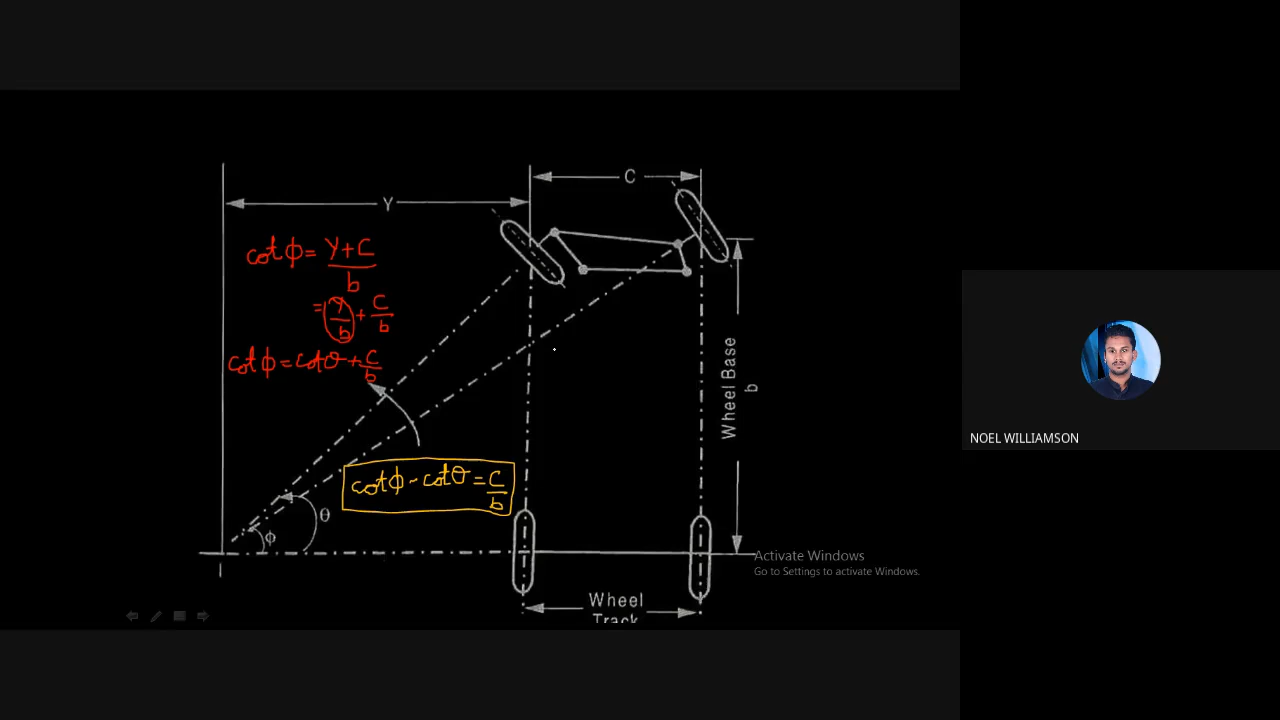 C
Y
cot ϕ = Y+C
b
= Y/b + C/b
cot ϕ = cot θ + C/b
Wheel Base
b
cot ϕ - cot θ = C/b
θ
ϕ
NOEL WILLIAMSON
Activate Windows
Go to Settings to activate Windows.
Wheel
Track